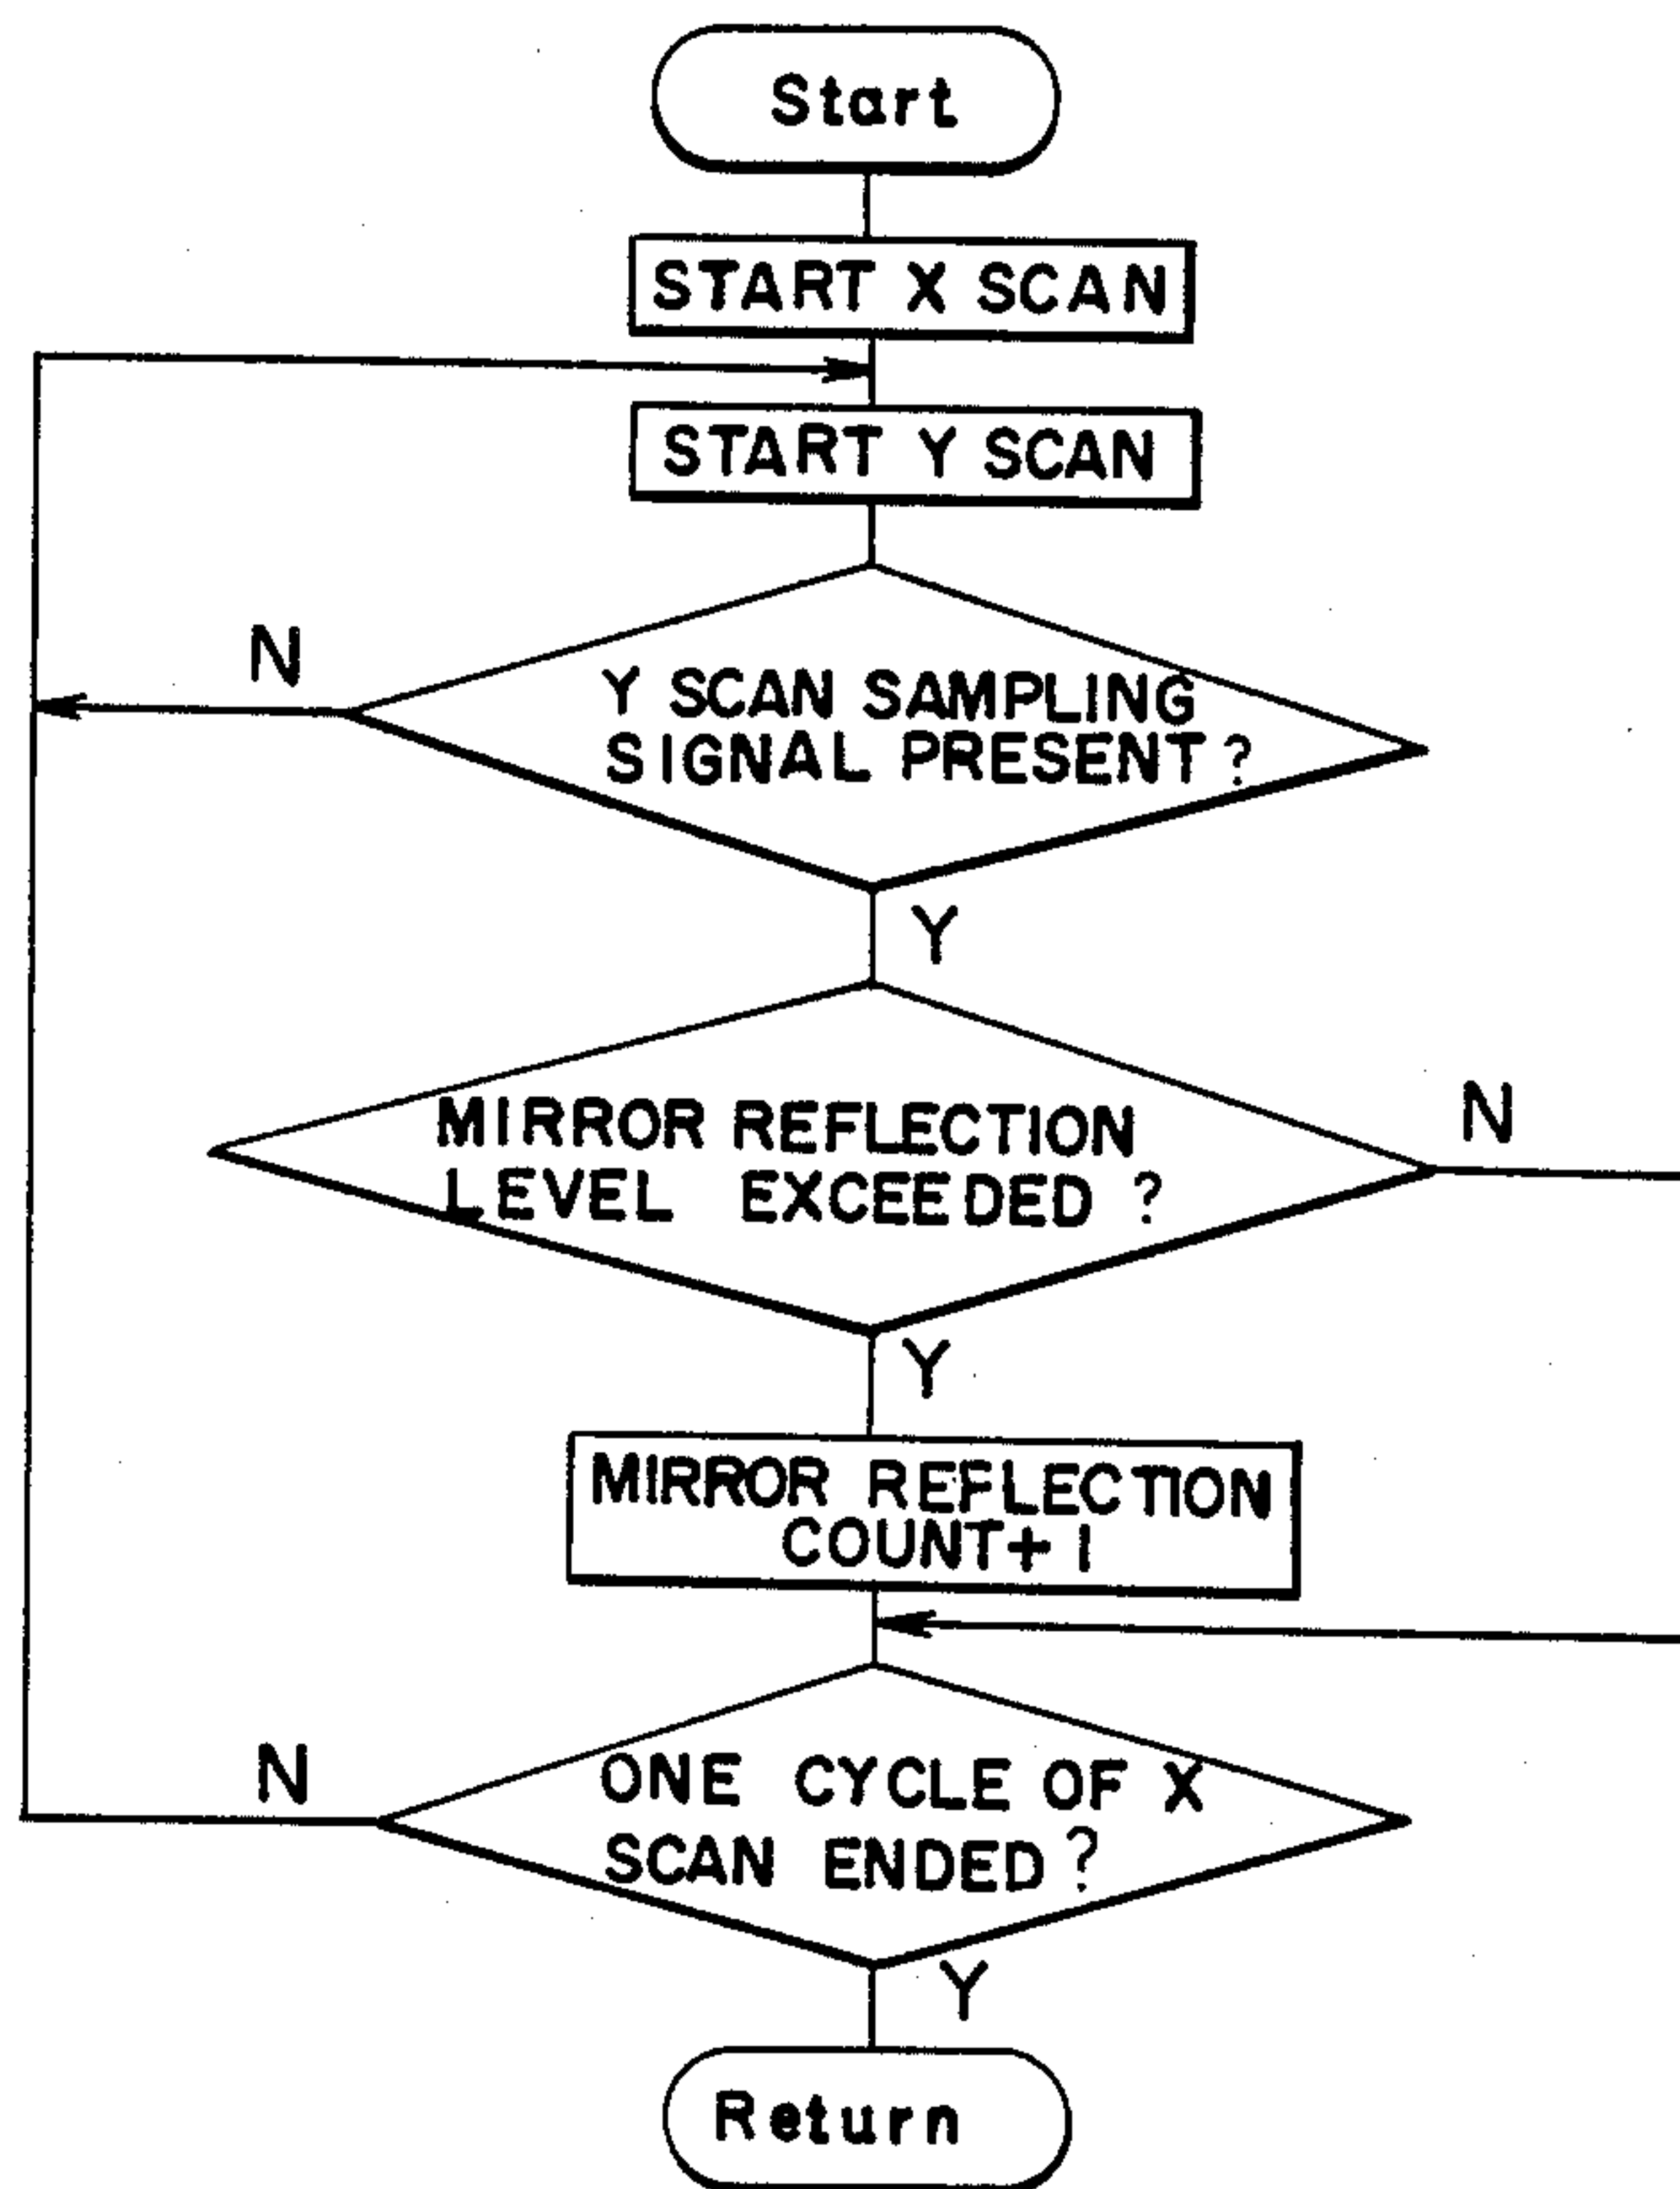 Start
START X SCAN
START Y SCAN
N
Y SCAN SAMPLING
SIGNAL PRESENT?
Y
MIRROR REFLECTION
LEVEL EXCEEDED?
N
Y
MIRROR REFLECTION
COUNT+1
N
ONE CYCLE OF X
SCAN ENDED?
Y
Return